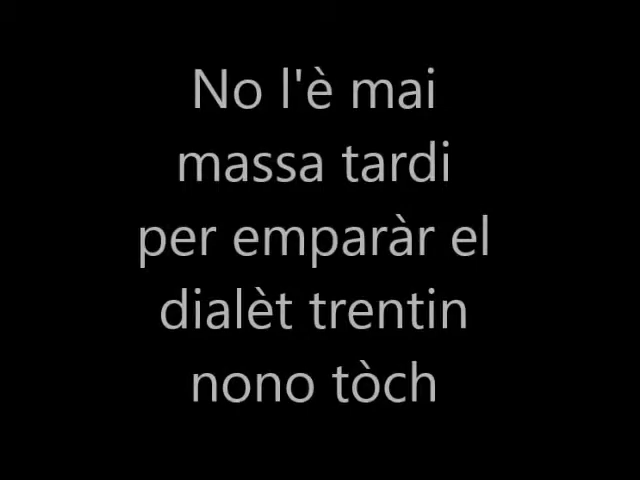 No l'è mai
massa tardi
per emparàr el
dialèt trentin
nono tòch